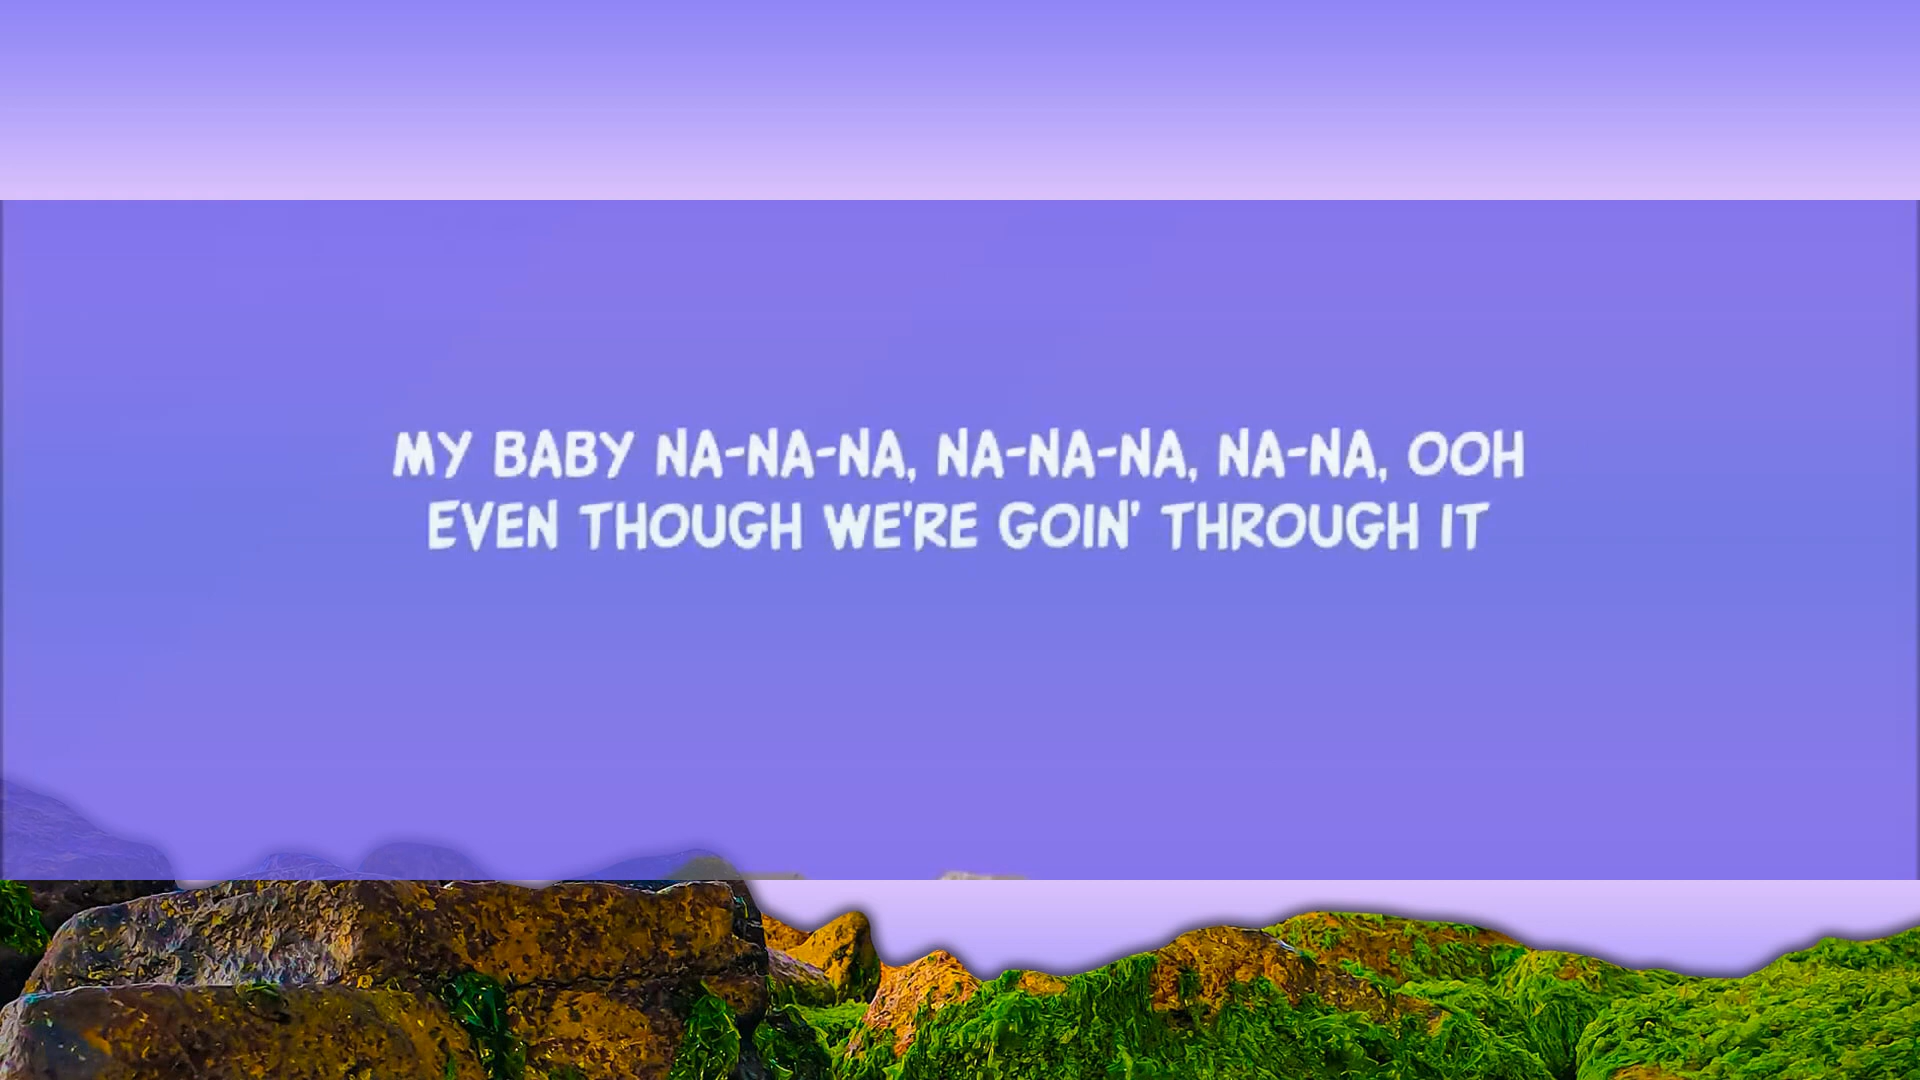 MY BABY NA-NA-NA, NA-NA-NA, NA-NA, OOH
EVEN THOUGH WE'RE GOIN' THROUGH IT